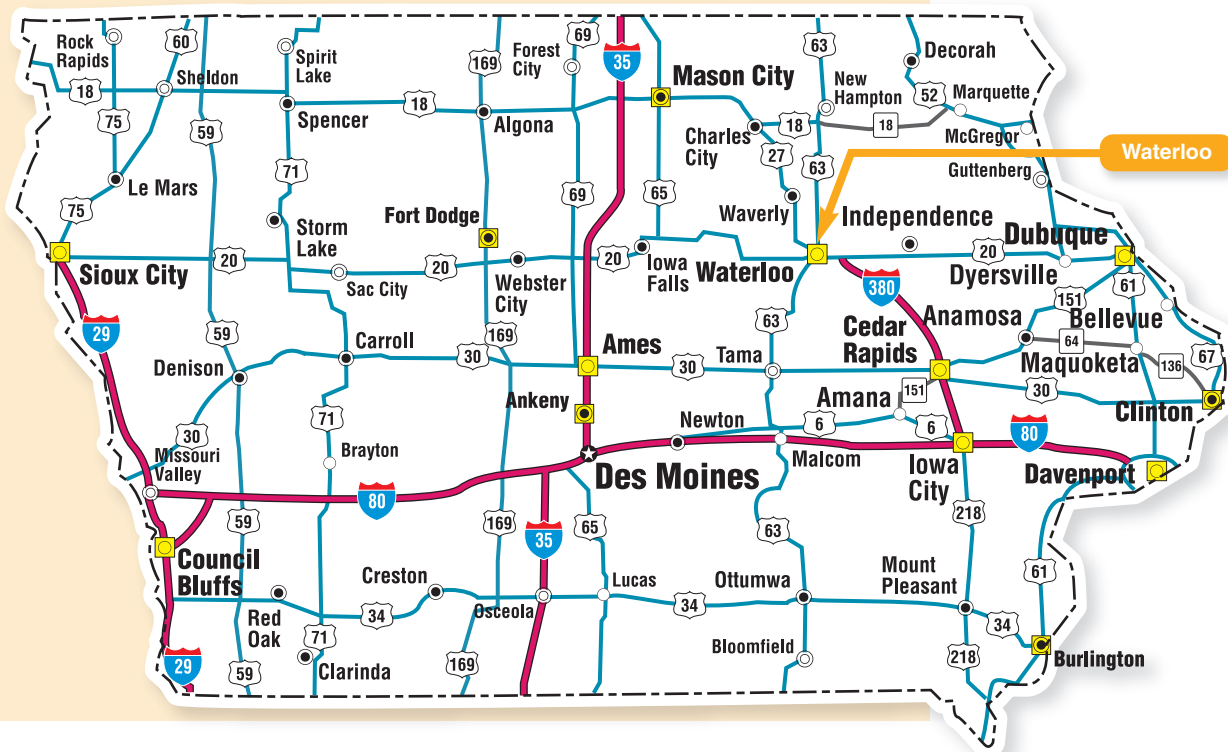 Rock
Rapids
60
Spirit
Lake
169
Forest
City
69
35
63
Decorah
Sheldon
Mason City
New
Hampton
52
Marquette
18
75
59
Spencer
18
Algona
Charles
City
18
18
McGregor
27
Waterloo
71
63
Guttenberg
Le Mars
69
65
75
Fort Dodge
Waverly
Independence
Storm
Lake
Dubuque
Sioux City
20
Sac City
20
Webster
City
20
Iowa
Falls
Waterloo
20
Dyersville
380
151
61
29
59
169
63
Cedar
Rapids
Anamosa
Bellevue
Carroll
Ames
64
67
Denison
30
30
Tama
Maquoketa
136
151
30
Ankeny
Amana
Clinton
71
Newton
6
6
80
30
Missouri
Valley
Brayton
Des Moines
Malcom
Iowa
City
Davenport
80
59
169
35
65
63
218
Council
Bluffs
Creston
Lucas
Ottumwa
Mount
Pleasant
61
Red
Oak
34
Osceola
34
34
71
Bloomfield
29
59
Clarinda
169
218
Burlington